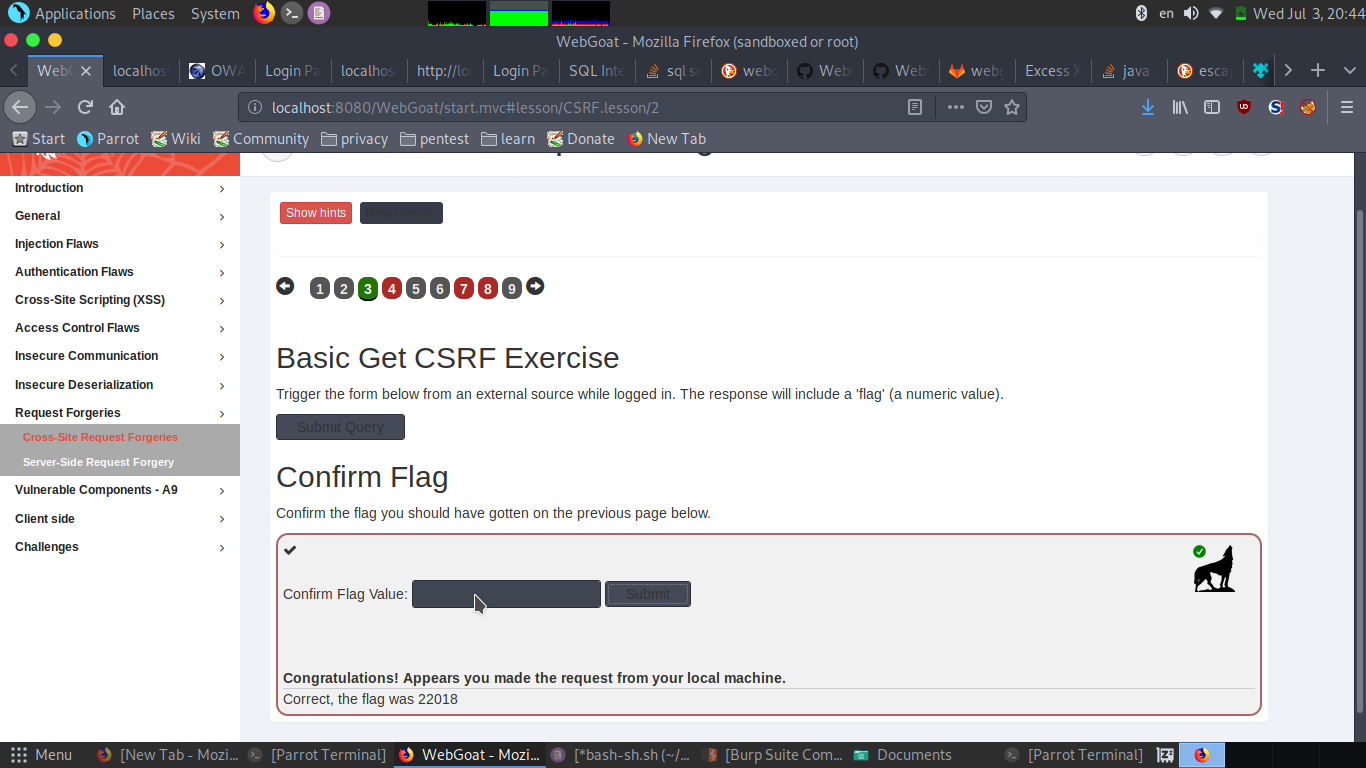 Applications Places System en Wed Jul 3, 20:44
WebGoat - Mozilla Firefox (sandboxed or root)
WebG localhos OWA Login Pa localhos http://lo Login Pa SQL Inte sql se webg Web Web webg Excess X java escap
localhost:8080/WebGoat/start.mvc#lesson/CSRF.lesson/2
Start Parrot Wiki Community privacy pentest learn Donate New Tab
Introduction
General
Injection Flaws
Authentication Flaws
Cross-Site Scripting (XSS)
Access Control Flaws
Insecure Communication
Insecure Deserialization
Request Forgeries
Cross-Site Request Forgeries
Server-Side Request Forgery
Vulnerable Components - A9
Client side
Challenges
Show hints Reset lesson
1 2 3 4 5 6 7 8 9
Basic Get CSRF Exercise
Trigger the form below from an external source while logged in. The response will include a 'flag' (a numeric value).
Submit Query
Confirm Flag
Confirm the flag you should have gotten on the previous page below.
Confirm Flag Value: Submit
Congratulations! Appears you made the request from your local machine.
Correct, the flag was 22018
Menu [New Tab - Mozi... [Parrot Terminal] WebGoat - Mozi... [*bash-sh.sh (~/... [Burp Suite Com... Documents [Parrot Terminal]